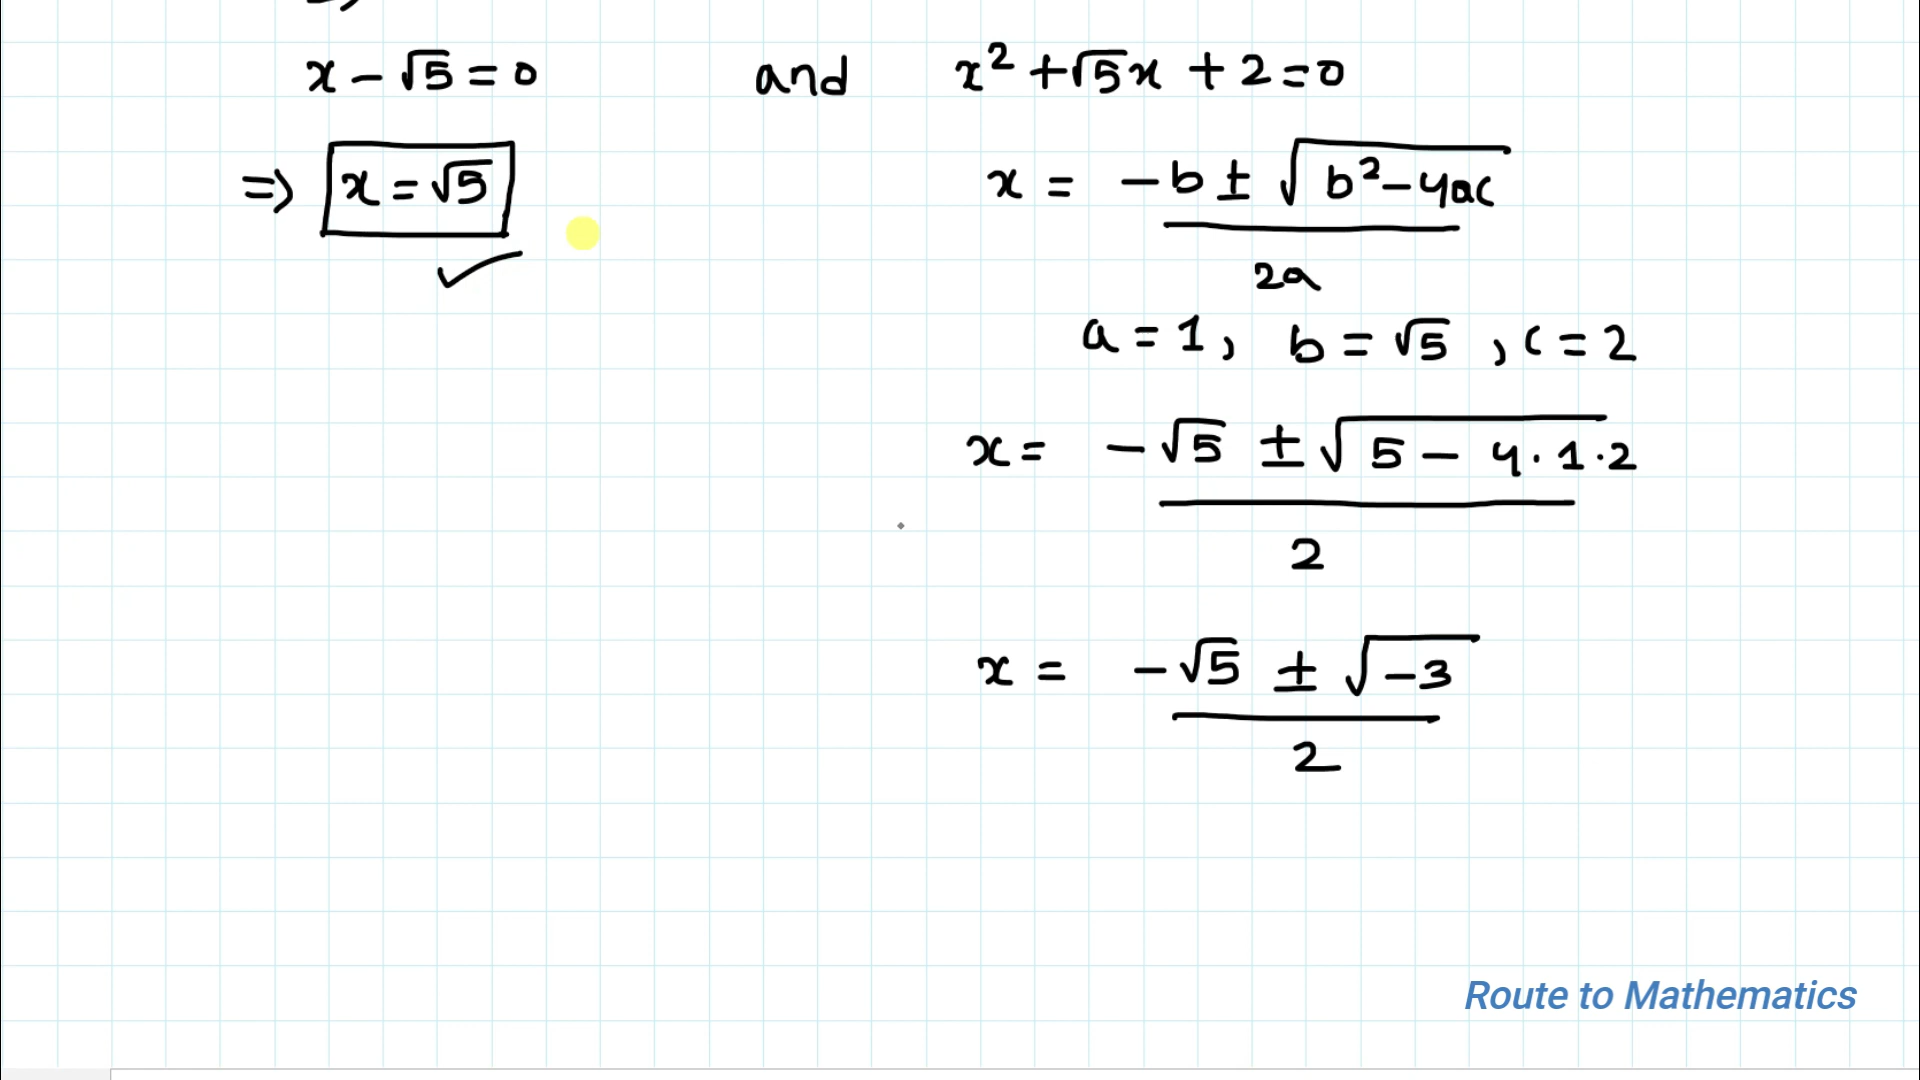 x - √5 = 0 and x² + √5x + 2 = 0
⇒ x = √5
x = -b ± √(b² - 4ac)
2a
a = 1, b = √5, c = 2
x = -√5 ± √(5 - 4·1·2)
2
x = -√5 ± √(-3)
2
Route to Mathematics